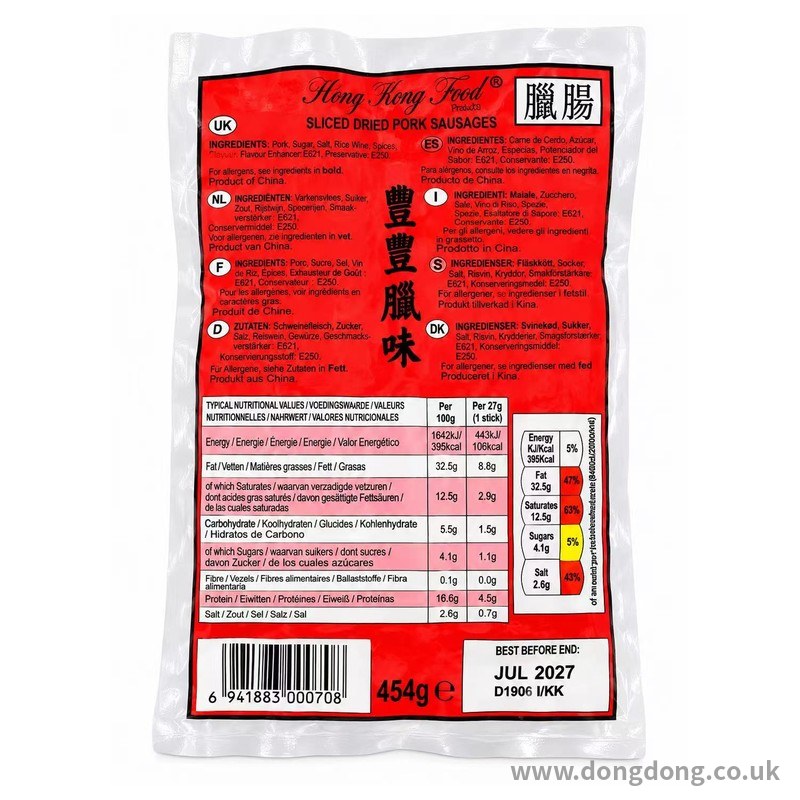 Hong Kong Food®
Products
臘腸
SLICED DRIED PORK SAUSAGES
UK
INGREDIENTS: Pork, Sugar, Salt, Rice Wine, Spices,
Flavour Enhancer:E621, Preservative: E250.
For allergens, see ingredients in bold.
Product of China.
NL
INGREDIËNTEN: Varkensvlees, Suiker,
Zout, Rijstwijn, Specerijen, Smaak-
verstärker: E621,
Conservermiddel: E250.
Voor allergenen, zie ingredienten in vet.
Product van China.
F
INGREDIENTS: Porc, Sucre, Sel, Vin
de Riz, Épices, Exhausteur de Goût :
E621, Conservateur : E250.
Pour les allergènes, voir ingrédients en
caractères gras.
Produit de Chine.
D
ZUTATEN: Schweinefleisch, Zucker,
Salz, Reiswein, Gewürze, Geschmacks-
verstärker: E621,
Konservierungsstoff: E250.
Für Allergene, siehe Zutaten in Fett.
Produkt aus China.
豐豐臘味
ES
INGREDIENTES: Carne de Cerdo, Azúcar,
Vino de Arroz, Especias, Potenciador del
Sabor: E621, Conservante: E250.
Para alérgenos, consulte los ingredientes en negrita.
Producto de China.
I
INGREDIENTI: Maiale, Zucchero,
Sale, Vino di Riso, Spezie,
Spezie, Esaltatore di Sapore: E621,
Conservante: E250.
Per gli allergeni, vedere gli ingredienti
in grassetto.
Prodotto in Cina.
S
INGREDIENSER: Fläskkött, Socker,
Salt, Risvin, Kryddor, Smakförstärkare:
E621, Konserveringsmedel: E250.
För allergener, se ingredienser i fetstil.
Produkt tillverkad i Kina.
DK
INGREDIENSER: Svinekød, Sukker,
Salt, Risvin, Krydderier, Smagsforstærker:
E621, Konserveringsmiddel:
E250.
For allergener, se ingredienser med fed
Produceret i Kina.
TYPICAL NUTRITIONAL VALUES / VOEDINGSWAARDE / VALEURS
NUTRITIONNELLES / NAHRWERT / VALORES NUTRICIONALES
Per
100g
Per 27g
(1 stick)
Energy / Energie / Énergie / Energie / Valor Energético
1642kJ/
395kcal
443kJ/
106kcal
Fat / Vetten / Matières grasses / Fett / Grasas
32.5g
8.8g
of which Saturates / waarvan verzadigde vetzuren /
dont acides gras saturés / davon gesättigte Fettsäuren /
de las cuales saturadas
12.5g
2.9g
Carbohydrate / Koolhydraten / Glucides / Kohlenhydrate
/ Hidratos de Carbono
5.5g
1.5g
of which Sugars / waarvan suikers / dont sucres /
davon Zucker / de los cuales azúcares
4.1g
1.1g
Fibre / Vezels / Fibres alimentaires / Ballaststoffe / Fibra
alimentaria
0.1g
0.0g
Protein / Eiwitten / Protéines / Eiweiß / Proteínas
16.6g
4.5g
Salt / Zout / Sel / Salz / Sal
2.6g
0.7g
Energy
KJ/Kcal
395Kcal
5%
Fat
32.5g
47%
Saturates
12.5g
63%
Sugars
4.1g
5%
Salt
2.6g
43%
6 941883 000708
454g ℮
BEST BEFORE END:
JUL 2027
D1906 I/KK
www.dongdong.co.uk